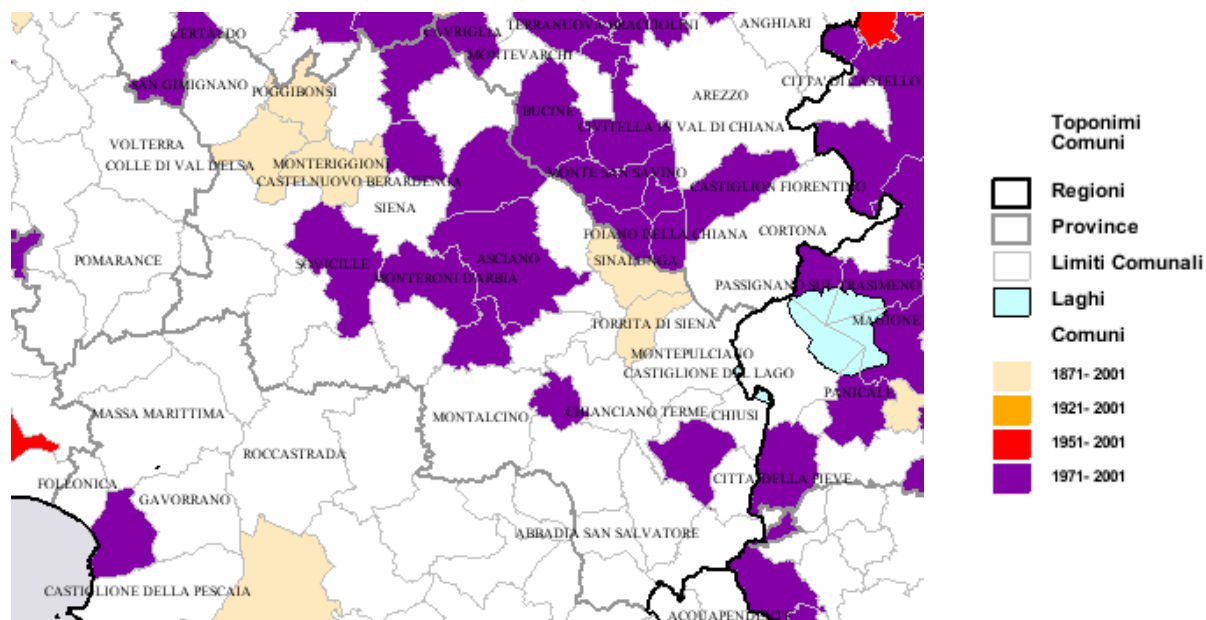 CERTALDO
CAVRIGLIA
TERRANUOVA BRACCIOLINI
ANGHIARI
MONTEVARCHI
SAN GIMIGNANO
POGGIBONSI
CITTA' DI CASTELLO
AREZZO
BUCINE
CIVITELLA IN VAL DI CHIANA
VOLTERRA
COLLE DI VAL D'ELSA
MONTERIGGIONI
CASTELNUOVO BERARDENGA
MONTE SAN SAVINO
CASTIGLION FIORENTINO
SIENA
FOIANO DELLA CHIANA
CORTONA
POMARANCE
SOVICILLE
ASCIANO
SINALUNGA
MONTERONI D'ARBIA
PASSIGNANO SUL TRASIMENO
TORRITA DI SIENA
MAGIONE
MONTEPULCIANO
CASTIGLIONE DEL LAGO
PANICALE
MASSA MARITTIMA
MONTALCINO
CHIANCIANO TERME
CHIUSI
ROCCASTRADA
FOLLONICA
GAVORRANO
CITTA DELLA PIEVE
ABBADIA SAN SALVATORE
CASTIGLIONE DELLA PESCAIA
ACQUAPENDENTE
Toponimi
Comuni
Regioni
Province
Limiti Comunali
Laghi
Comuni
1871- 2001
1921- 2001
1951- 2001
1971- 2001